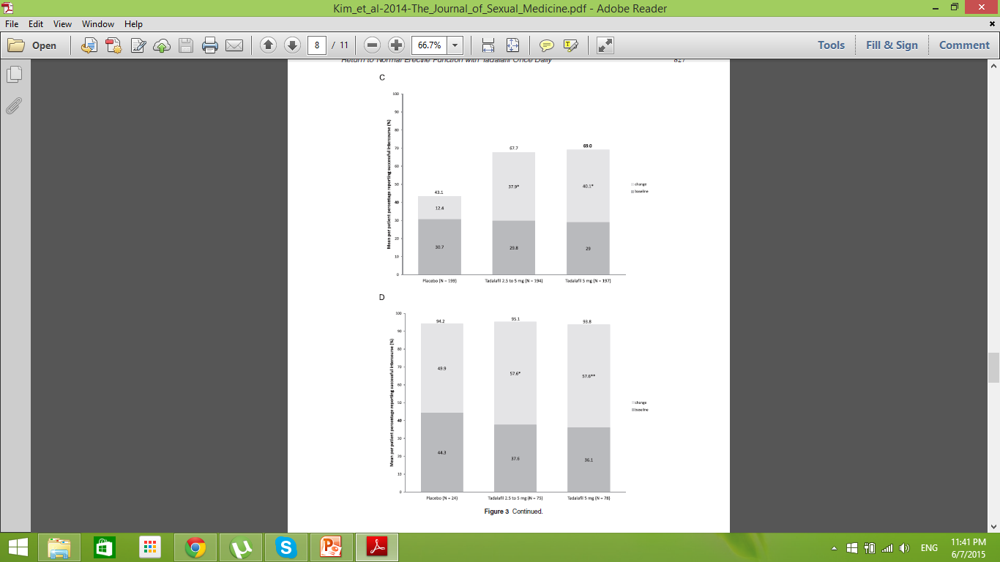 Kim_et_al-2014-The_Journal_of_Sexual_Medicine.pdf - Adobe Reader
File Edit View Window Help
Open 8 / 11 66.7% Tools Fill & Sign Comment
Return to Normal Erectile Function with Tadalafil Once Daily 827
C
Mean per patient percentage reporting successful intercourse (%)
100
90
80
70
60
50
40
30
20
10
0
43.1
12.4
30.7
67.7
37.9*
29.8
69.0
40.1*
29
change
baseline
Placebo (N = 199) Tadalafil 2.5 to 5 mg (N = 194) Tadalafil 5 mg (N = 197)
D
Mean per patient percentage reporting successful intercourse (%)
100
90
80
70
60
50
40
30
20
10
0
94.2
49.9
44.3
95.1
57.6*
37.6
93.8
57.6**
36.1
change
baseline
Placebo (N = 24) Tadalafil 2.5 to 5 mg (N = 75) Tadalafil 5 mg (N = 78)
Figure 3 Continued.
ENG
11:41 PM
6/7/2015